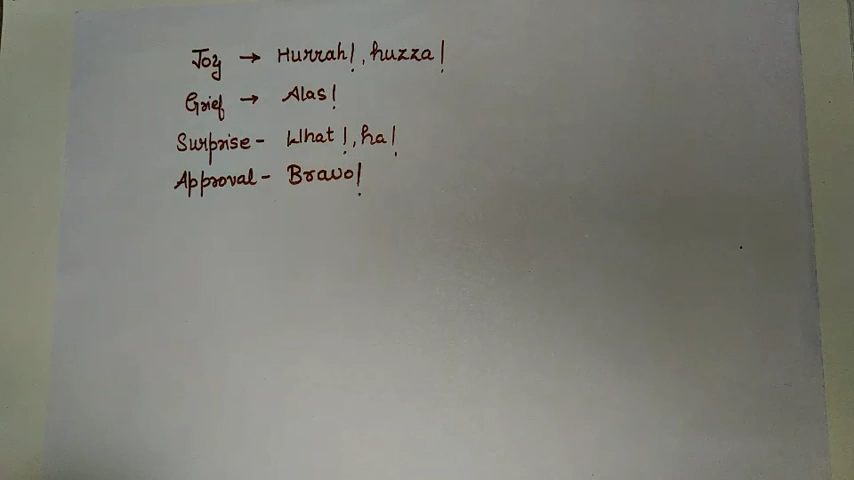 Joy → Hurrah!, huzza!
Grief → Alas!
Surprise - What!, ha!
Approval - Bravo!